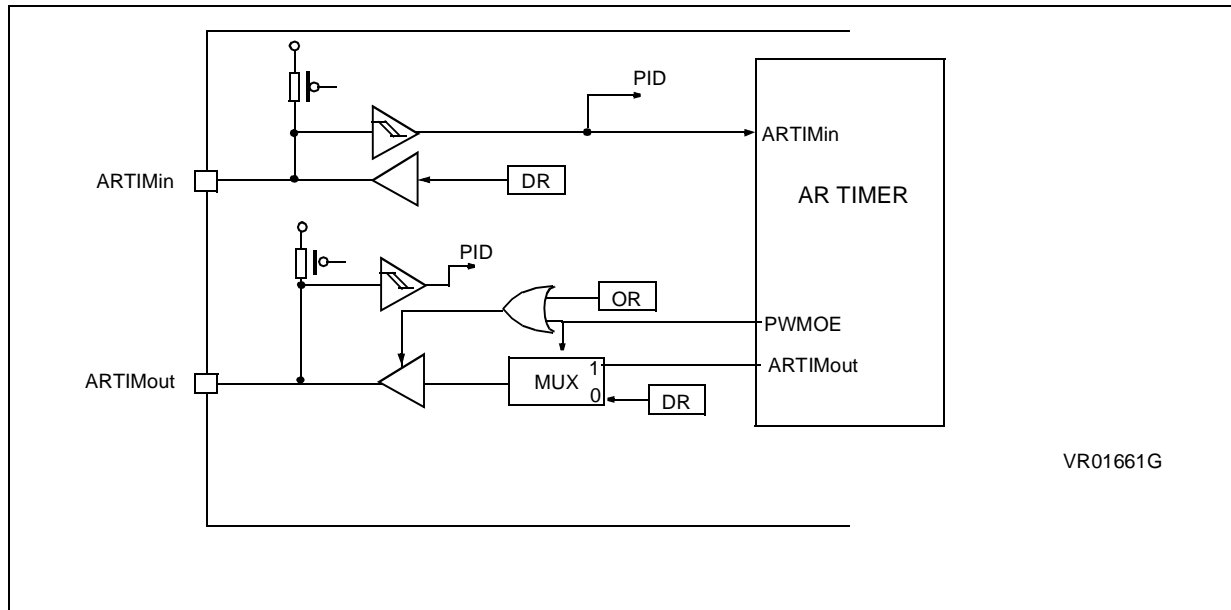 PID
ARTIMin
ARTIMin
DR
AR TIMER
PID
OR
PWMOE
ARTIMout
MUX
1
0
ARTIMout
DR
VR01661G